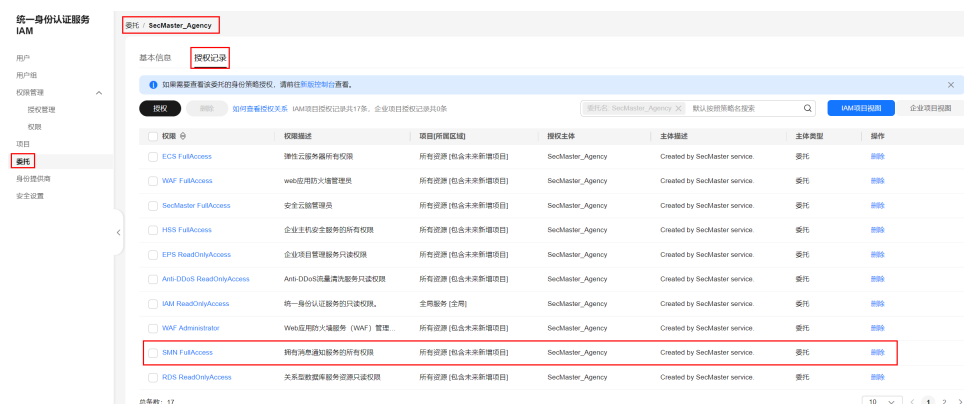 统一身份认证服务
IAM
委托 / SecMaster_Agency
用户
用户组
权限管理
授权管理
权限
项目
委托
身份提供商
安全设置
基本信息 授权记录
如果需要查看该委托的身份策略授权，请前往新版控制台查看。
授权 删除 如何查看授权关系 IAM项目授权记录共17条，企业项目授权记录共0条 委托名: SecMaster_Agency 默认按照策略名搜索 IAM项目视图 企业项目视图
权限 权限描述 项目[所属区域] 授权主体 主体描述 主体类型 操作
ECS FullAccess 弹性云服务器所有权限 所有资源 [包含未来新增项目] SecMaster_Agency Created by SecMaster service. 委托 删除
WAF FullAccess web应用防火墙管理员 所有资源 [包含未来新增项目] SecMaster_Agency Created by SecMaster service. 委托 删除
SecMaster FullAccess 安全云脑管理员 所有资源 [包含未来新增项目] SecMaster_Agency Created by SecMaster service. 委托 删除
HSS FullAccess 企业主机安全服务的所有权限 所有资源 [包含未来新增项目] SecMaster_Agency Created by SecMaster service. 委托 删除
EPS ReadOnlyAccess 企业项目管理服务只读权限 所有资源 [包含未来新增项目] SecMaster_Agency Created by SecMaster service. 委托 删除
Anti-DDoS ReadOnlyAccess Anti-DDoS流量清洗服务只读权限 所有资源 [包含未来新增项目] SecMaster_Agency Created by SecMaster service. 委托 删除
IAM ReadOnlyAccess 统一身份认证服务的只读权限。 全局服务 [全局] SecMaster_Agency Created by SecMaster service. 委托 删除
WAF Administrator Web应用防火墙服务（WAF）管理... 所有资源 [包含未来新增项目] SecMaster_Agency Created by SecMaster service. 委托 删除
SMN FullAccess 拥有消息通知服务的所有权限 所有资源 [包含未来新增项目] SecMaster_Agency Created by SecMaster service. 委托 删除
RDS ReadOnlyAccess 关系型数据库服务资源只读权限 所有资源 [包含未来新增项目] SecMaster_Agency Created by SecMaster service. 委托 删除
总条数: 17 10 1 2